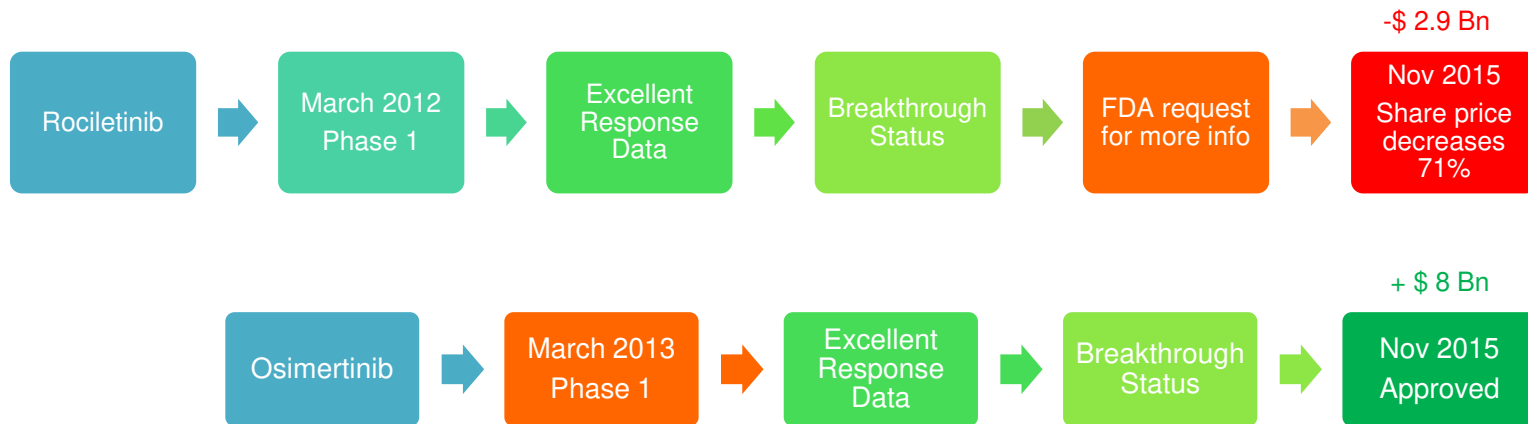 -$ 2.9 Bn
Rociletinib
March 2012
Phase 1
Excellent
Response
Data
Breakthrough
Status
FDA request
for more info
Nov 2015
Share price
decreases
71%
+ $ 8 Bn
Osimertinib
March 2013
Phase 1
Excellent
Response
Data
Breakthrough
Status
Nov 2015
Approved